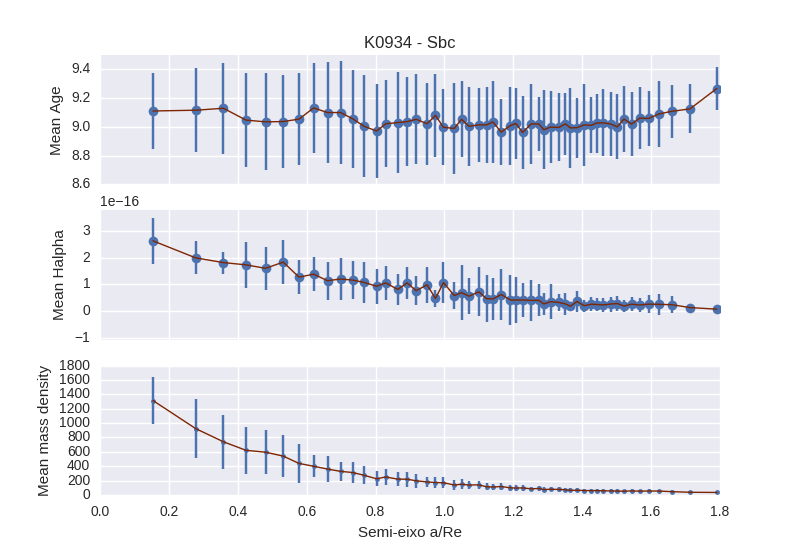 K0934 - Sbc
Mean Age
9.4
9.2
9.0
8.8
8.6
1e−16
Mean Halpha
3
2
1
0
−1
Mean mass density
1800
1600
1400
1200
1000
800
600
400
200
0
0.0 0.2 0.4 0.6 0.8 1.0 1.2 1.4 1.6 1.8
Semi-eixo a/Re